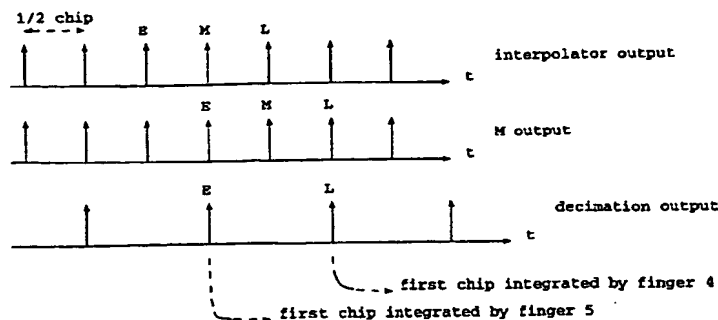 1/2 chip
E M L
interpolator output
t
E M L
t
M output
E L
decimation output
t
first chip integrated by finger 4
first chip integrated by finger 5